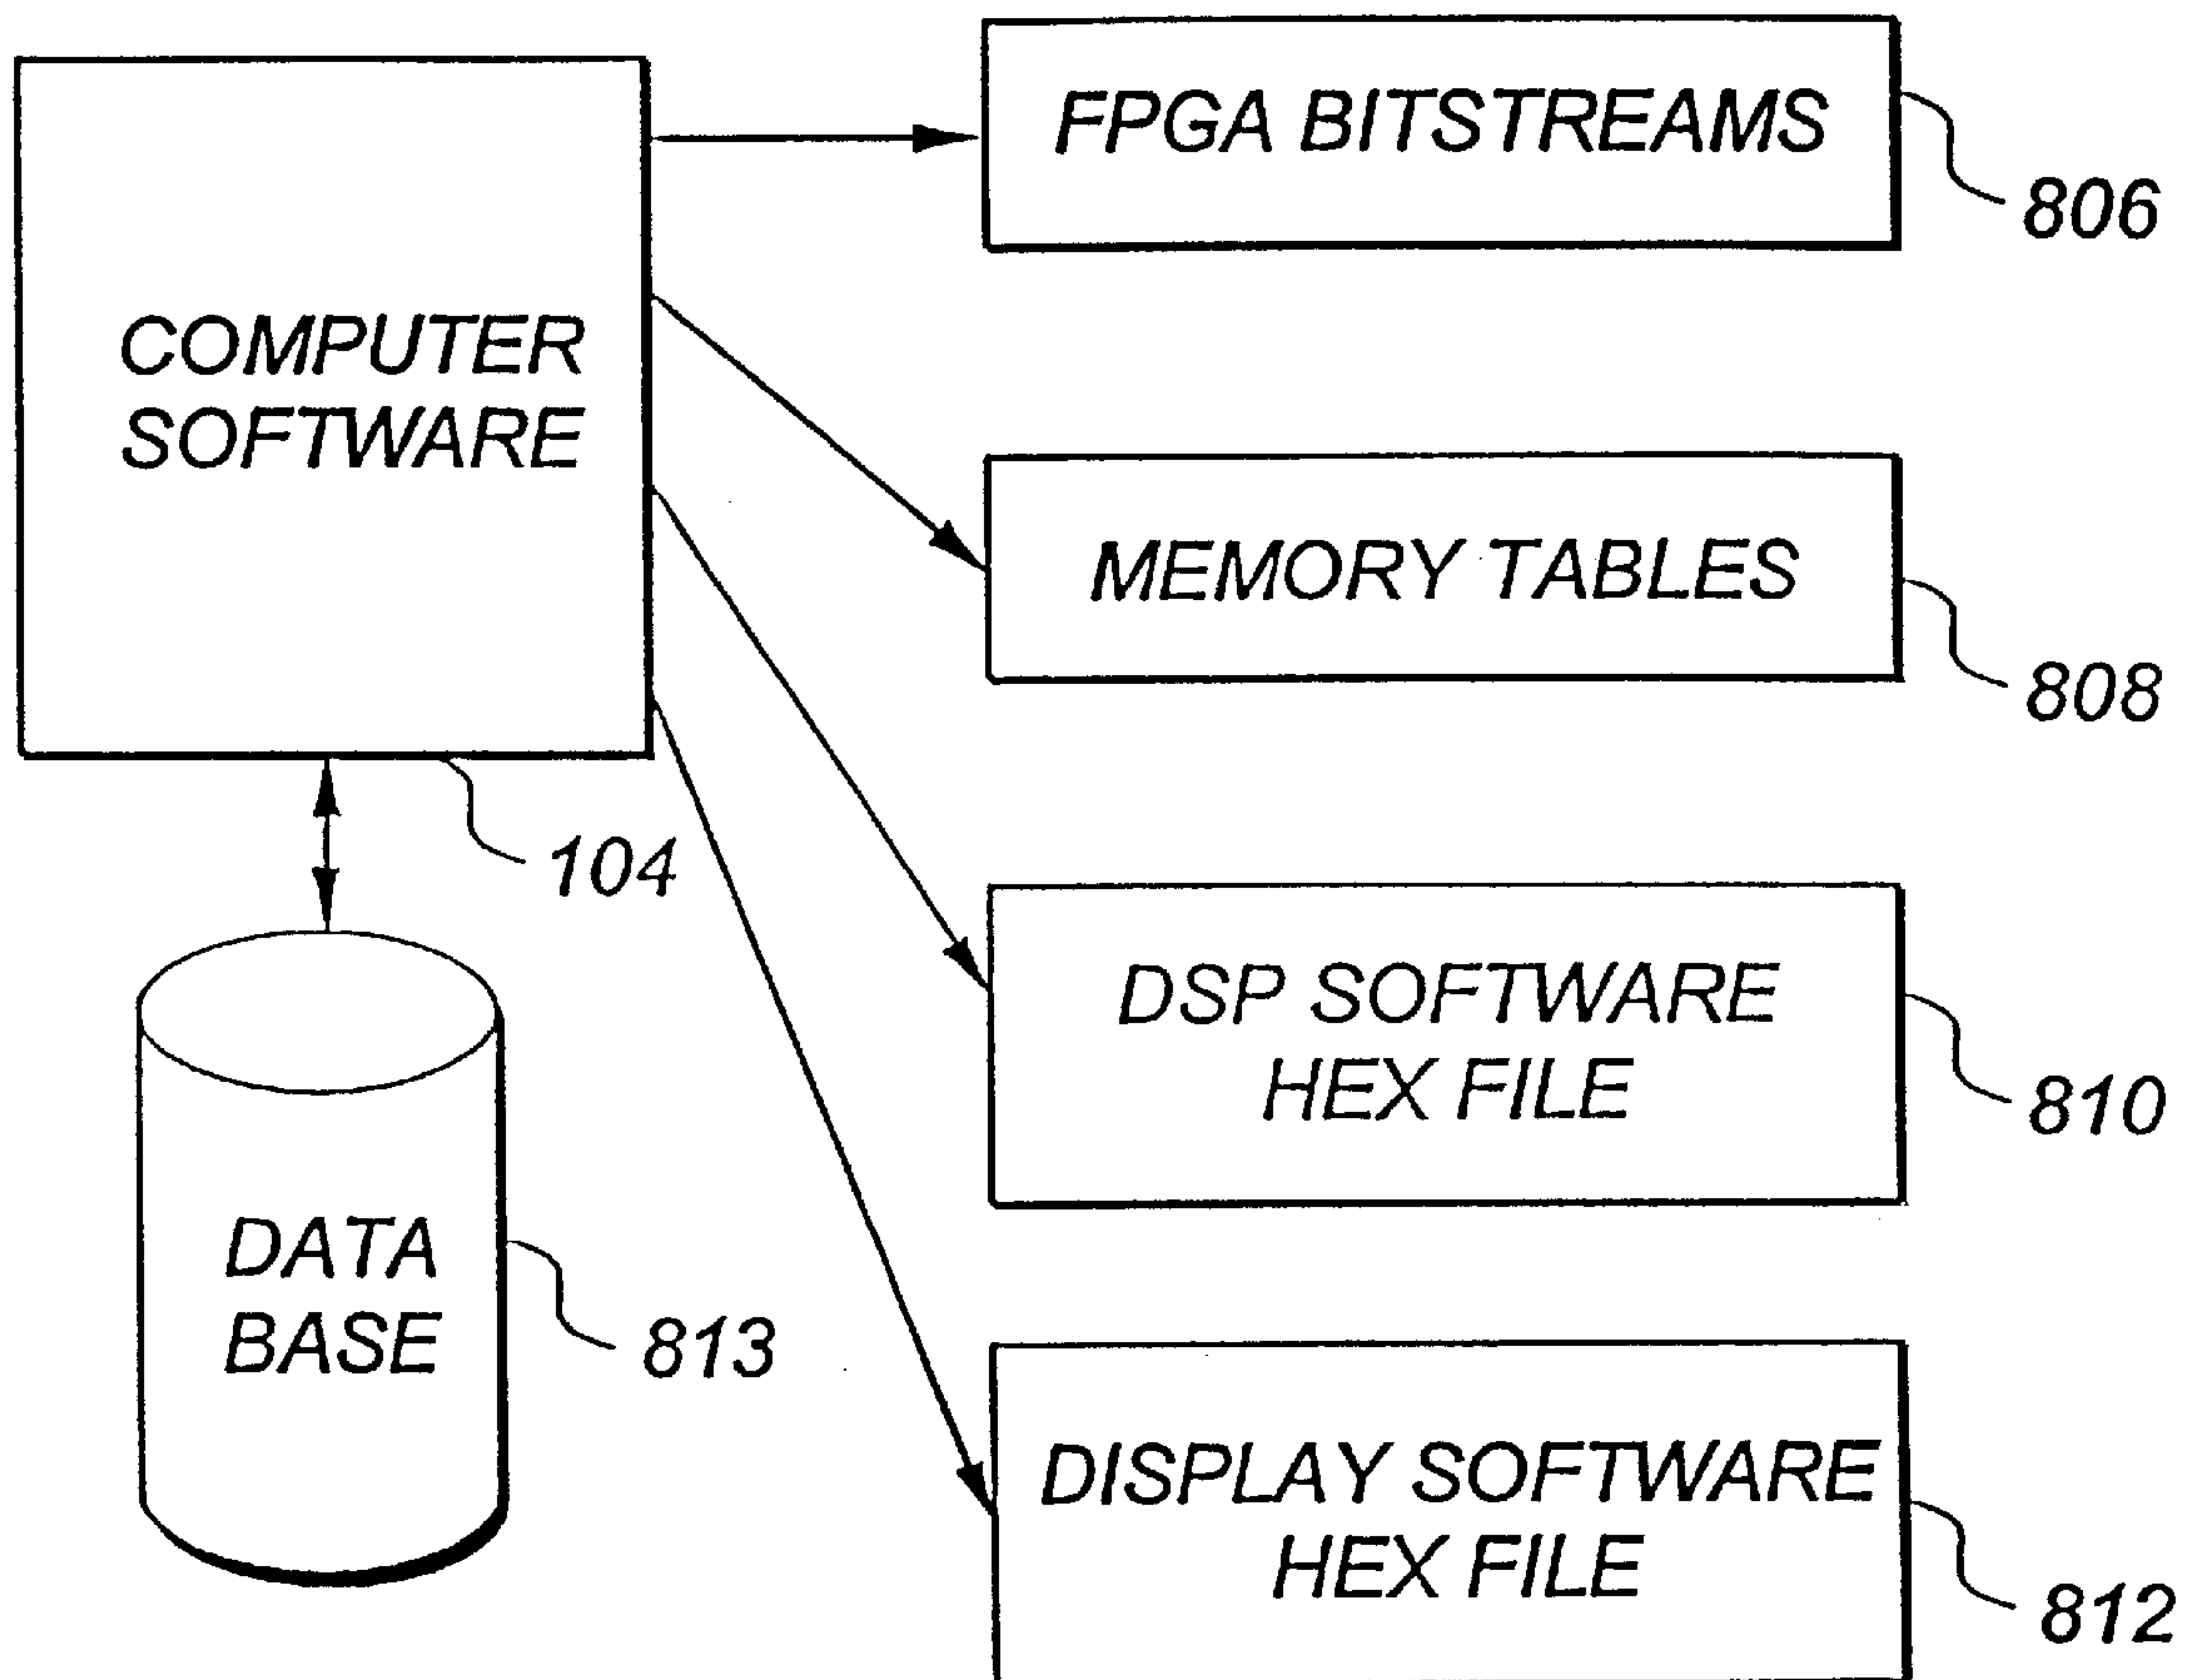 FPGA BITSTREAMS
806
COMPUTER
SOFTWARE
MEMORY TABLES
808
104
DSP SOFTWARE
HEX FILE
810
DATA
BASE
813
DISPLAY SOFTWARE
HEX FILE
812